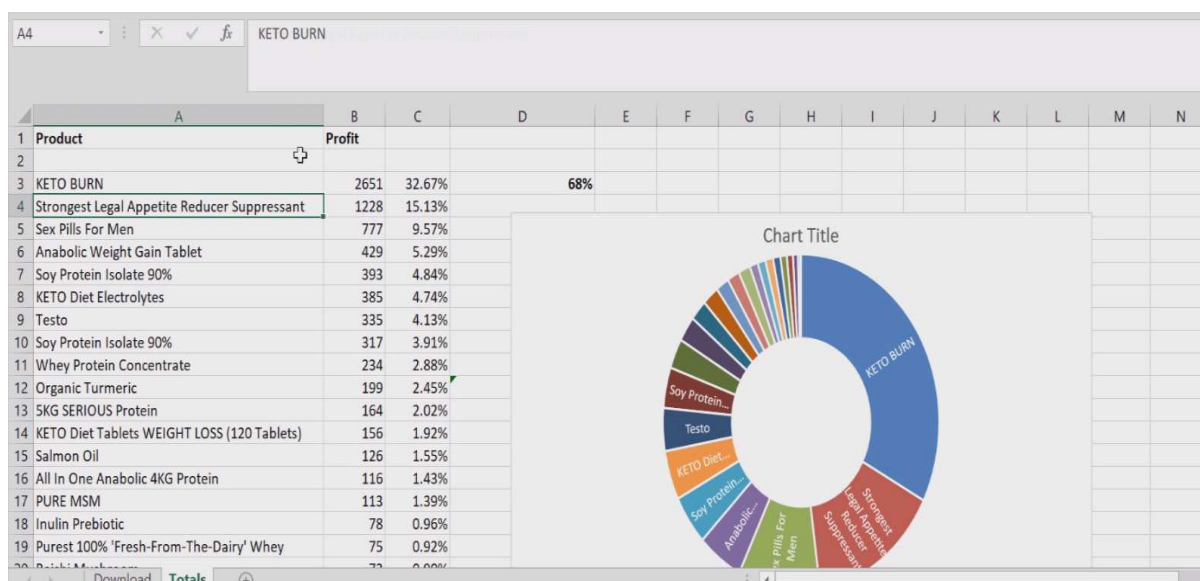 A4 fx KETO BURN
A B C D E F G H I J K L M N
1 Product Profit
2
3 KETO BURN 2651 32.67% 68%
4 Strongest Legal Appetite Reducer Suppressant 1228 15.13%
5 Sex Pills For Men 777 9.57%
6 Anabolic Weight Gain Tablet 429 5.29%
7 Soy Protein Isolate 90% 393 4.84%
8 KETO Diet Electrolytes 385 4.74%
9 Testo 335 4.13%
10 Soy Protein Isolate 90% 317 3.91%
11 Whey Protein Concentrate 234 2.88%
12 Organic Turmeric 199 2.45%
13 5KG SERIOUS Protein 164 2.02%
14 KETO Diet Tablets WEIGHT LOSS (120 Tablets) 156 1.92%
15 Salmon Oil 126 1.55%
16 All In One Anabolic 4KG Protein 116 1.43%
17 PURE MSM 113 1.39%
18 Inulin Prebiotic 78 0.96%
19 Purest 100% 'Fresh-From-The-Dairy' Whey 75 0.92%
Chart Title
KETO BURN
Strongest
Legal Appetite
Reducer
Suppressant
Pills For
Men
Anabolic...
Soy Protein...
KETO Diet...
Testo
Soy Protein...
Download Totals